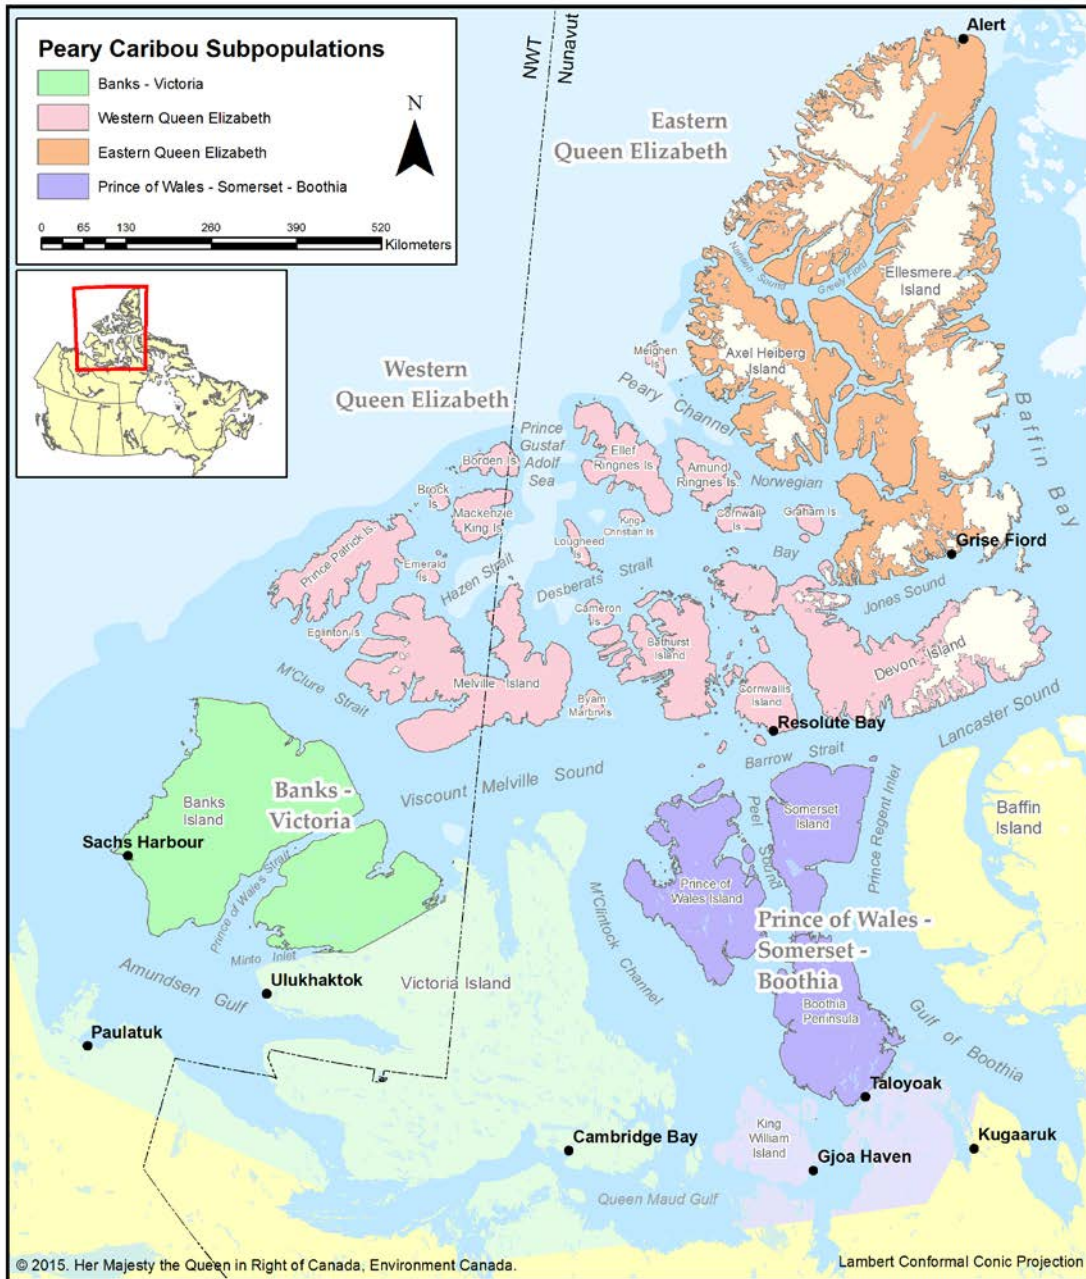 Peary Caribou Subpopulations
Banks - Victoria
Western Queen Elizabeth
Eastern Queen Elizabeth
Prince of Wales - Somerset - Boothia
N
0 65 130 260 390 520
Kilometers
NWT
Nunavut
Alert
Eastern
Queen Elizabeth
Nansen Sound
Greely Fiord
Ellesmere
Island
Meighen
Is.
Axel Heiberg
Island
Western
Queen Elizabeth
Peary Channel
Baffin Bay
Prince
Gustaf
Adolf
Sea
Borden Is.
Ellef
Ringnes Is.
Amund
Ringnes Is.
Norwegian
Bay
Brock
Is.
Mackenzie
King Is.
King
Christian Is.
Cornwall
Is.
Graham Is.
Prince Patrick Is.
Emerald
Is.
Lougheed
Is.
Grise Fiord
Hazen Strait
Desberats Strait
Jones Sound
Eglinton Is.
Cameron
Is.
Bathurst
Island
Devon Island
M'Clure Strait
Melville Island
Byam
Martin Is.
Cornwallis
Island
Resolute Bay
Lancaster Sound
Barrow Strait
Viscount Melville Sound
Banks
Island
Banks -
Victoria
Peel Sound
Somerset
Island
Prince Regent Inlet
Baffin
Island
Sachs Harbour
Prince of Wales Strait
Prince of
Wales Island
M'Clintock Channel
Prince of Wales -
Somerset -
Boothia
Minto Inlet
Amundsen Gulf
Ulukhaktok
Victoria Island
Boothia
Peninsula
Gulf of Boothia
Paulatuk
Taloyoak
Cambridge Bay
King
William
Island
Gjoa Haven
Kugaaruk
Queen Maud Gulf
© 2015. Her Majesty the Queen in Right of Canada, Environment Canada.
Lambert Conformal Conic Projection